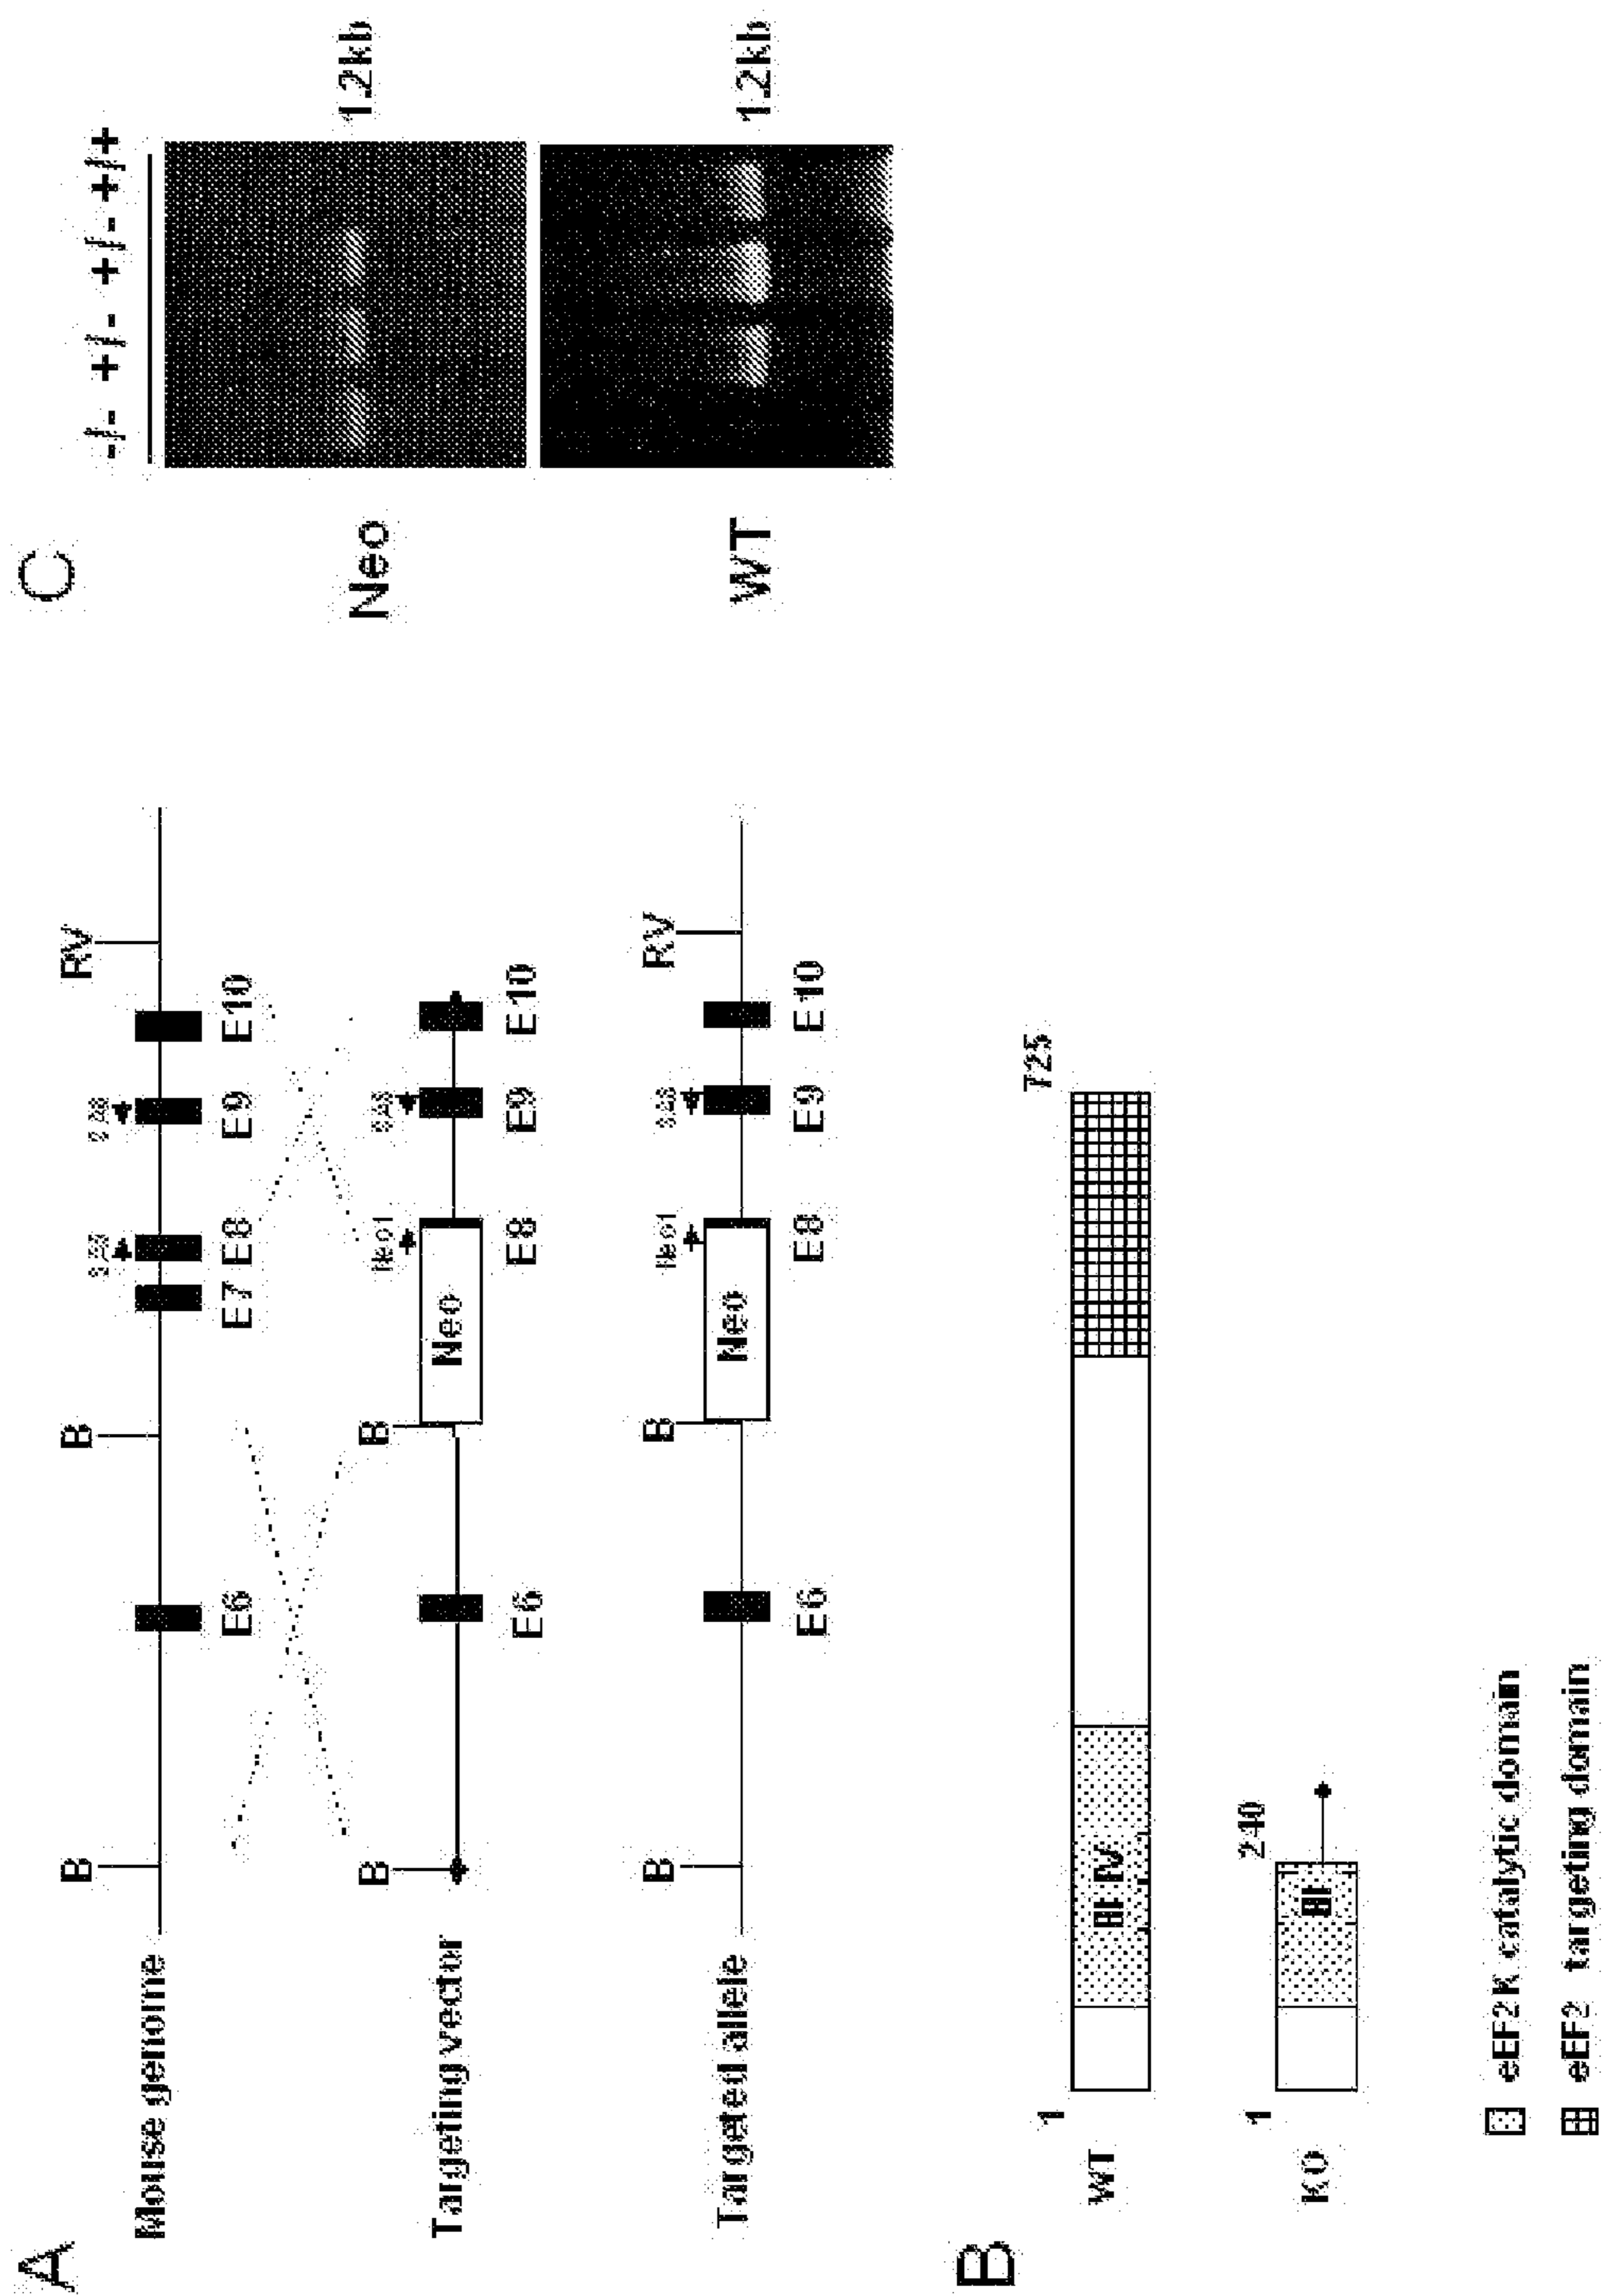 A
Mouse genome
B
B
RV
E6
E7
E8
E9
E10
Targeting vector
B
B
Neo1
Neo
E6
E8
E9
E10
Targeted allele
B
B
Neo1
RV
Neo
E6
E8
E9
E10
B
WT
1
725
III IV
KO
1
240
III
eEF2K catalytic domain
eEF2 targeting domain
C
-/- +/- +/- +/+
Neo
1.2kb
WT
1.2kb